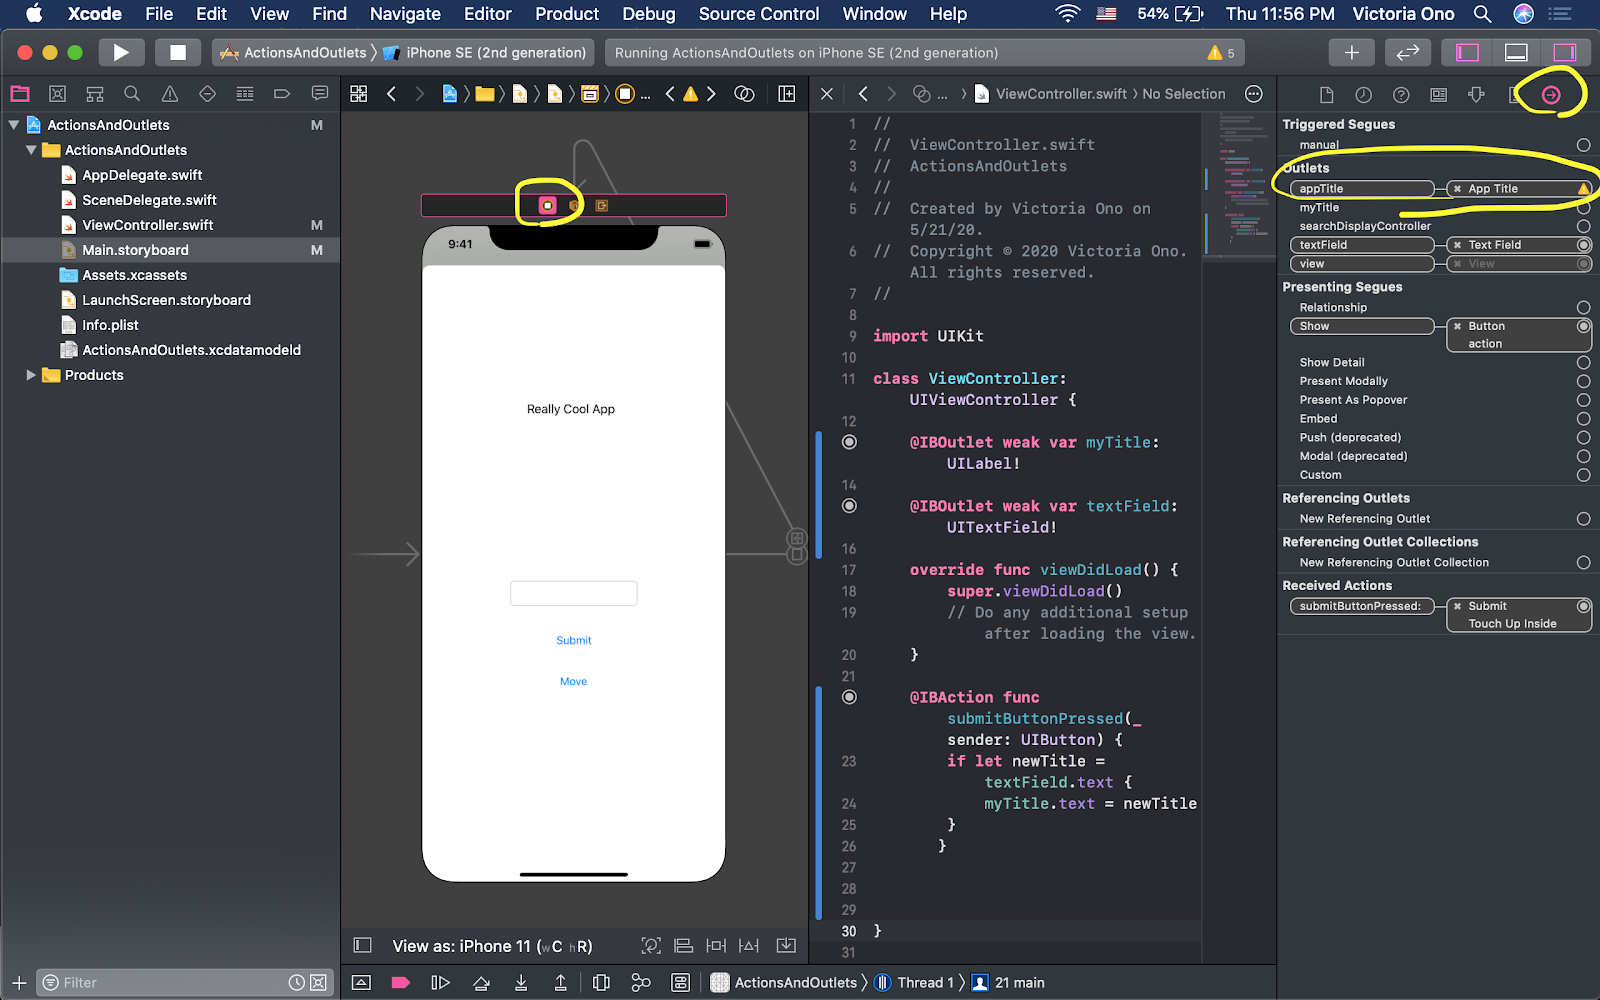 Xcode File Edit View Find Navigate Editor Product Debug Source Control Window Help 54% Thu 11:56 PM Victoria Ono
ActionsAndOutlets iPhone SE (2nd generation) Running ActionsAndOutlets on iPhone SE (2nd generation) 5
ActionsAndOutlets M
ActionsAndOutlets
AppDelegate.swift
SceneDelegate.swift
ViewController.swift M
Main.storyboard M
Assets.xcassets
LaunchScreen.storyboard
Info.plist
ActionsAndOutlets.xcdatamodeld
Products
Filter
...
9:41
Really Cool App
Submit
Move
View as: iPhone 11 (wC hR)
... ViewController.swift No Selection
1 //
2 // ViewController.swift
3 // ActionsAndOutlets
4 //
5 // Created by Victoria Ono on
5/21/20.
6 // Copyright © 2020 Victoria Ono.
All rights reserved.
7 //
8
9 import UIKit
10
11 class ViewController:
UIViewController {
12
@IBOutlet weak var myTitle:
UILabel!
14
@IBOutlet weak var textField:
UITextField!
16
17 override func viewDidLoad() {
18 super.viewDidLoad()
19 // Do any additional setup
after loading the view.
20 }
21
@IBAction func
submitButtonPressed(_
sender: UIButton) {
23 if let newTitle =
textField.text {
24 myTitle.text = newTitle
25 }
26 }
27
28
29
30 }
31
ActionsAndOutlets Thread 1 21 main
Triggered Segues
manual
Outlets
appTitle App Title
myTitle
searchDisplayController
textField Text Field
view View
Presenting Segues
Relationship
Show Button
action
Show Detail
Present Modally
Present As Popover
Embed
Push (deprecated)
Modal (deprecated)
Custom
Referencing Outlets
New Referencing Outlet
Referencing Outlet Collections
New Referencing Outlet Collection
Received Actions
submitButtonPressed: Submit
Touch Up Inside